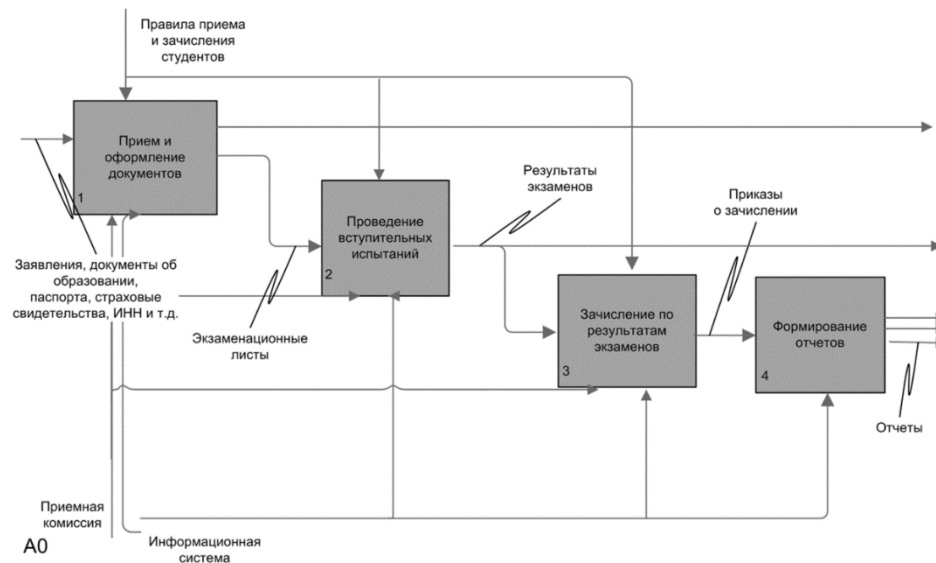 Правила приема
и зачисления
студентов
Прием и
оформление
документов
1
Результаты
экзаменов
Приказы
о зачислении
Проведение
вступительных
испытаний
2
Заявления, документы об
образовании,
паспорта, страховые
свидетельства, ИНН и т.д.
Экзаменационные
листы
Зачисление по
результатам
экзаменов
3
Формирование
отчетов
4
Отчеты
Приемная
комиссия
A0
Информационная
система